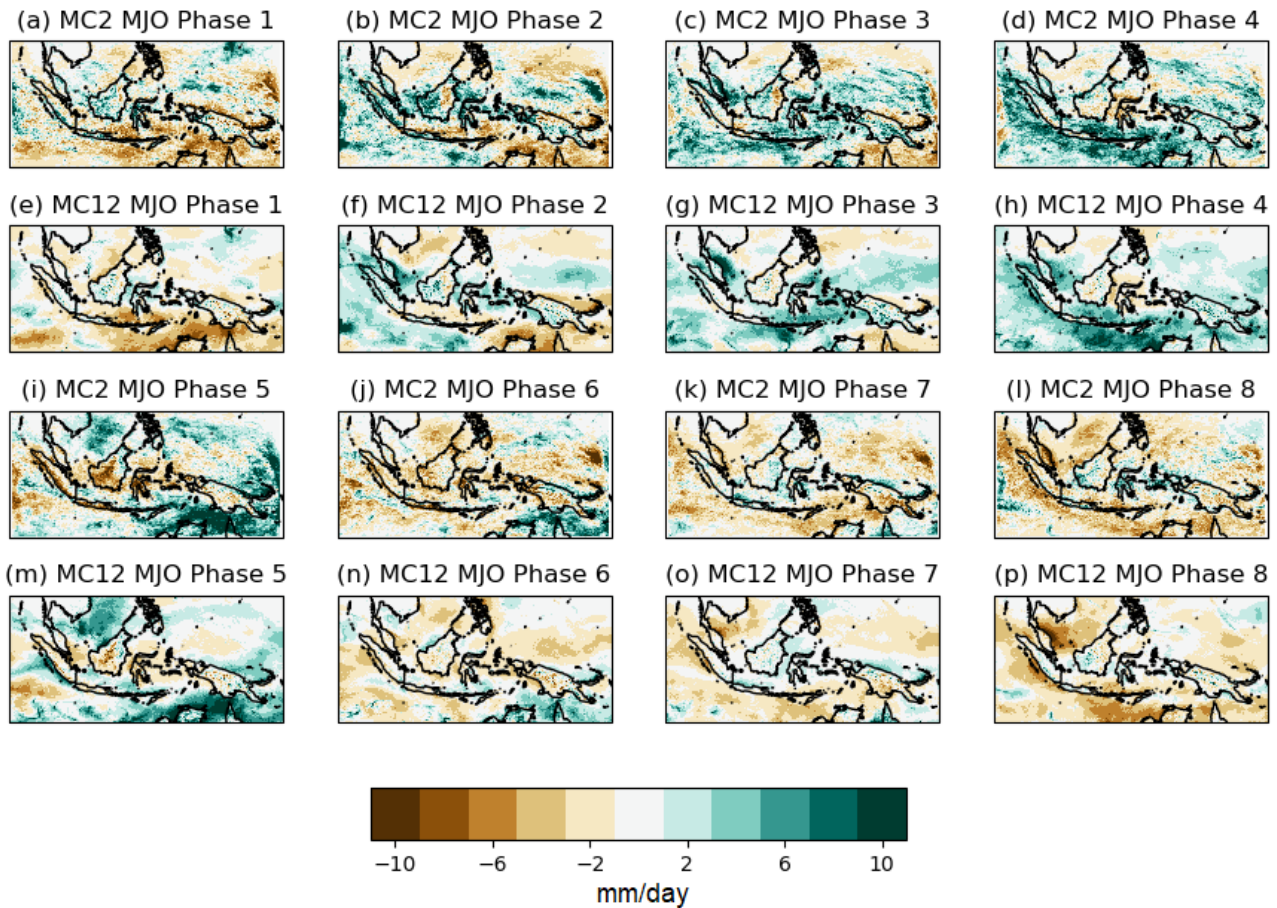 (a) MC2 MJO Phase 1
(b) MC2 MJO Phase 2
(c) MC2 MJO Phase 3
(d) MC2 MJO Phase 4
(e) MC12 MJO Phase 1
(f) MC12 MJO Phase 2
(g) MC12 MJO Phase 3
(h) MC12 MJO Phase 4
(i) MC2 MJO Phase 5
(j) MC2 MJO Phase 6
(k) MC2 MJO Phase 7
(l) MC2 MJO Phase 8
(m) MC12 MJO Phase 5
(n) MC12 MJO Phase 6
(o) MC12 MJO Phase 7
(p) MC12 MJO Phase 8
−10 −6 −2 2 6 10
mm/day